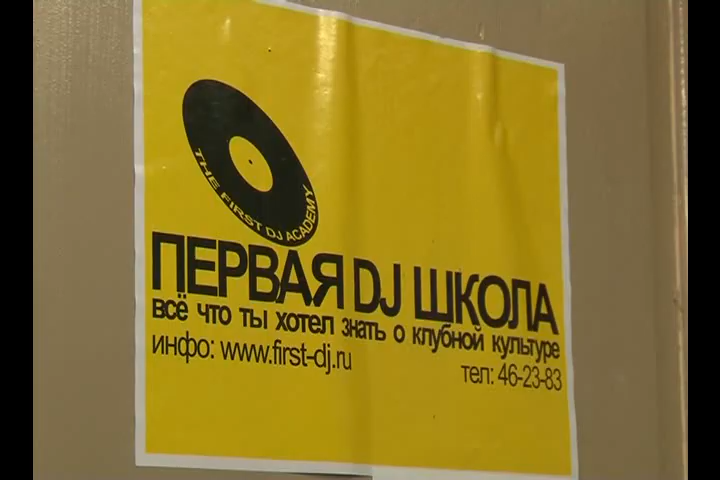 THE FIRST DJ ACADEMY
ПЕРВАЯ DJ ШКОЛА
всё что ты хотел знать о клубной культуре
инфо: www.first-dj.ru
тел: 46-23-83